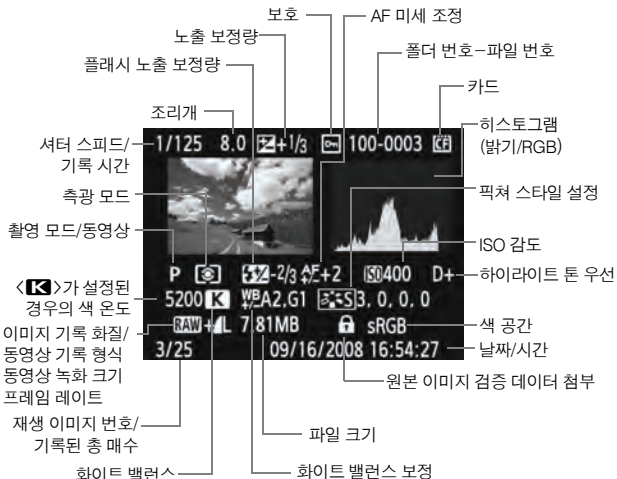 보호
AF 미세 조정
노출 보정량
폴더 번호-파일 번호
플래시 노출 보정량
카드
조리개
히스토그램
(밝기/RGB)
셔터 스피드/
기록 시간
1/125 8.0 +1/3 100-0003 CF
측광 모드
픽쳐 스타일 설정
촬영 모드/동영상
ISO 감도
P -2/3 AF+2 ISO400 D+
하이라이트 톤 우선
<K>가 설정된
경우의 색 온도
5200 K WB A2.G1 S 3, 0, 0, 0
이미지 기록 화질/
동영상 기록 형식
동영상 녹화 크기
프레임 레이트
RAW+L 7.81MB sRGB
색 공간
3/25 09/16/2008 16:54:27
날짜/시간
원본 이미지 검증 데이터 첨부
재생 이미지 번호/
기록된 총 매수
파일 크기
화이트 밸런스
화이트 밸런스 보정